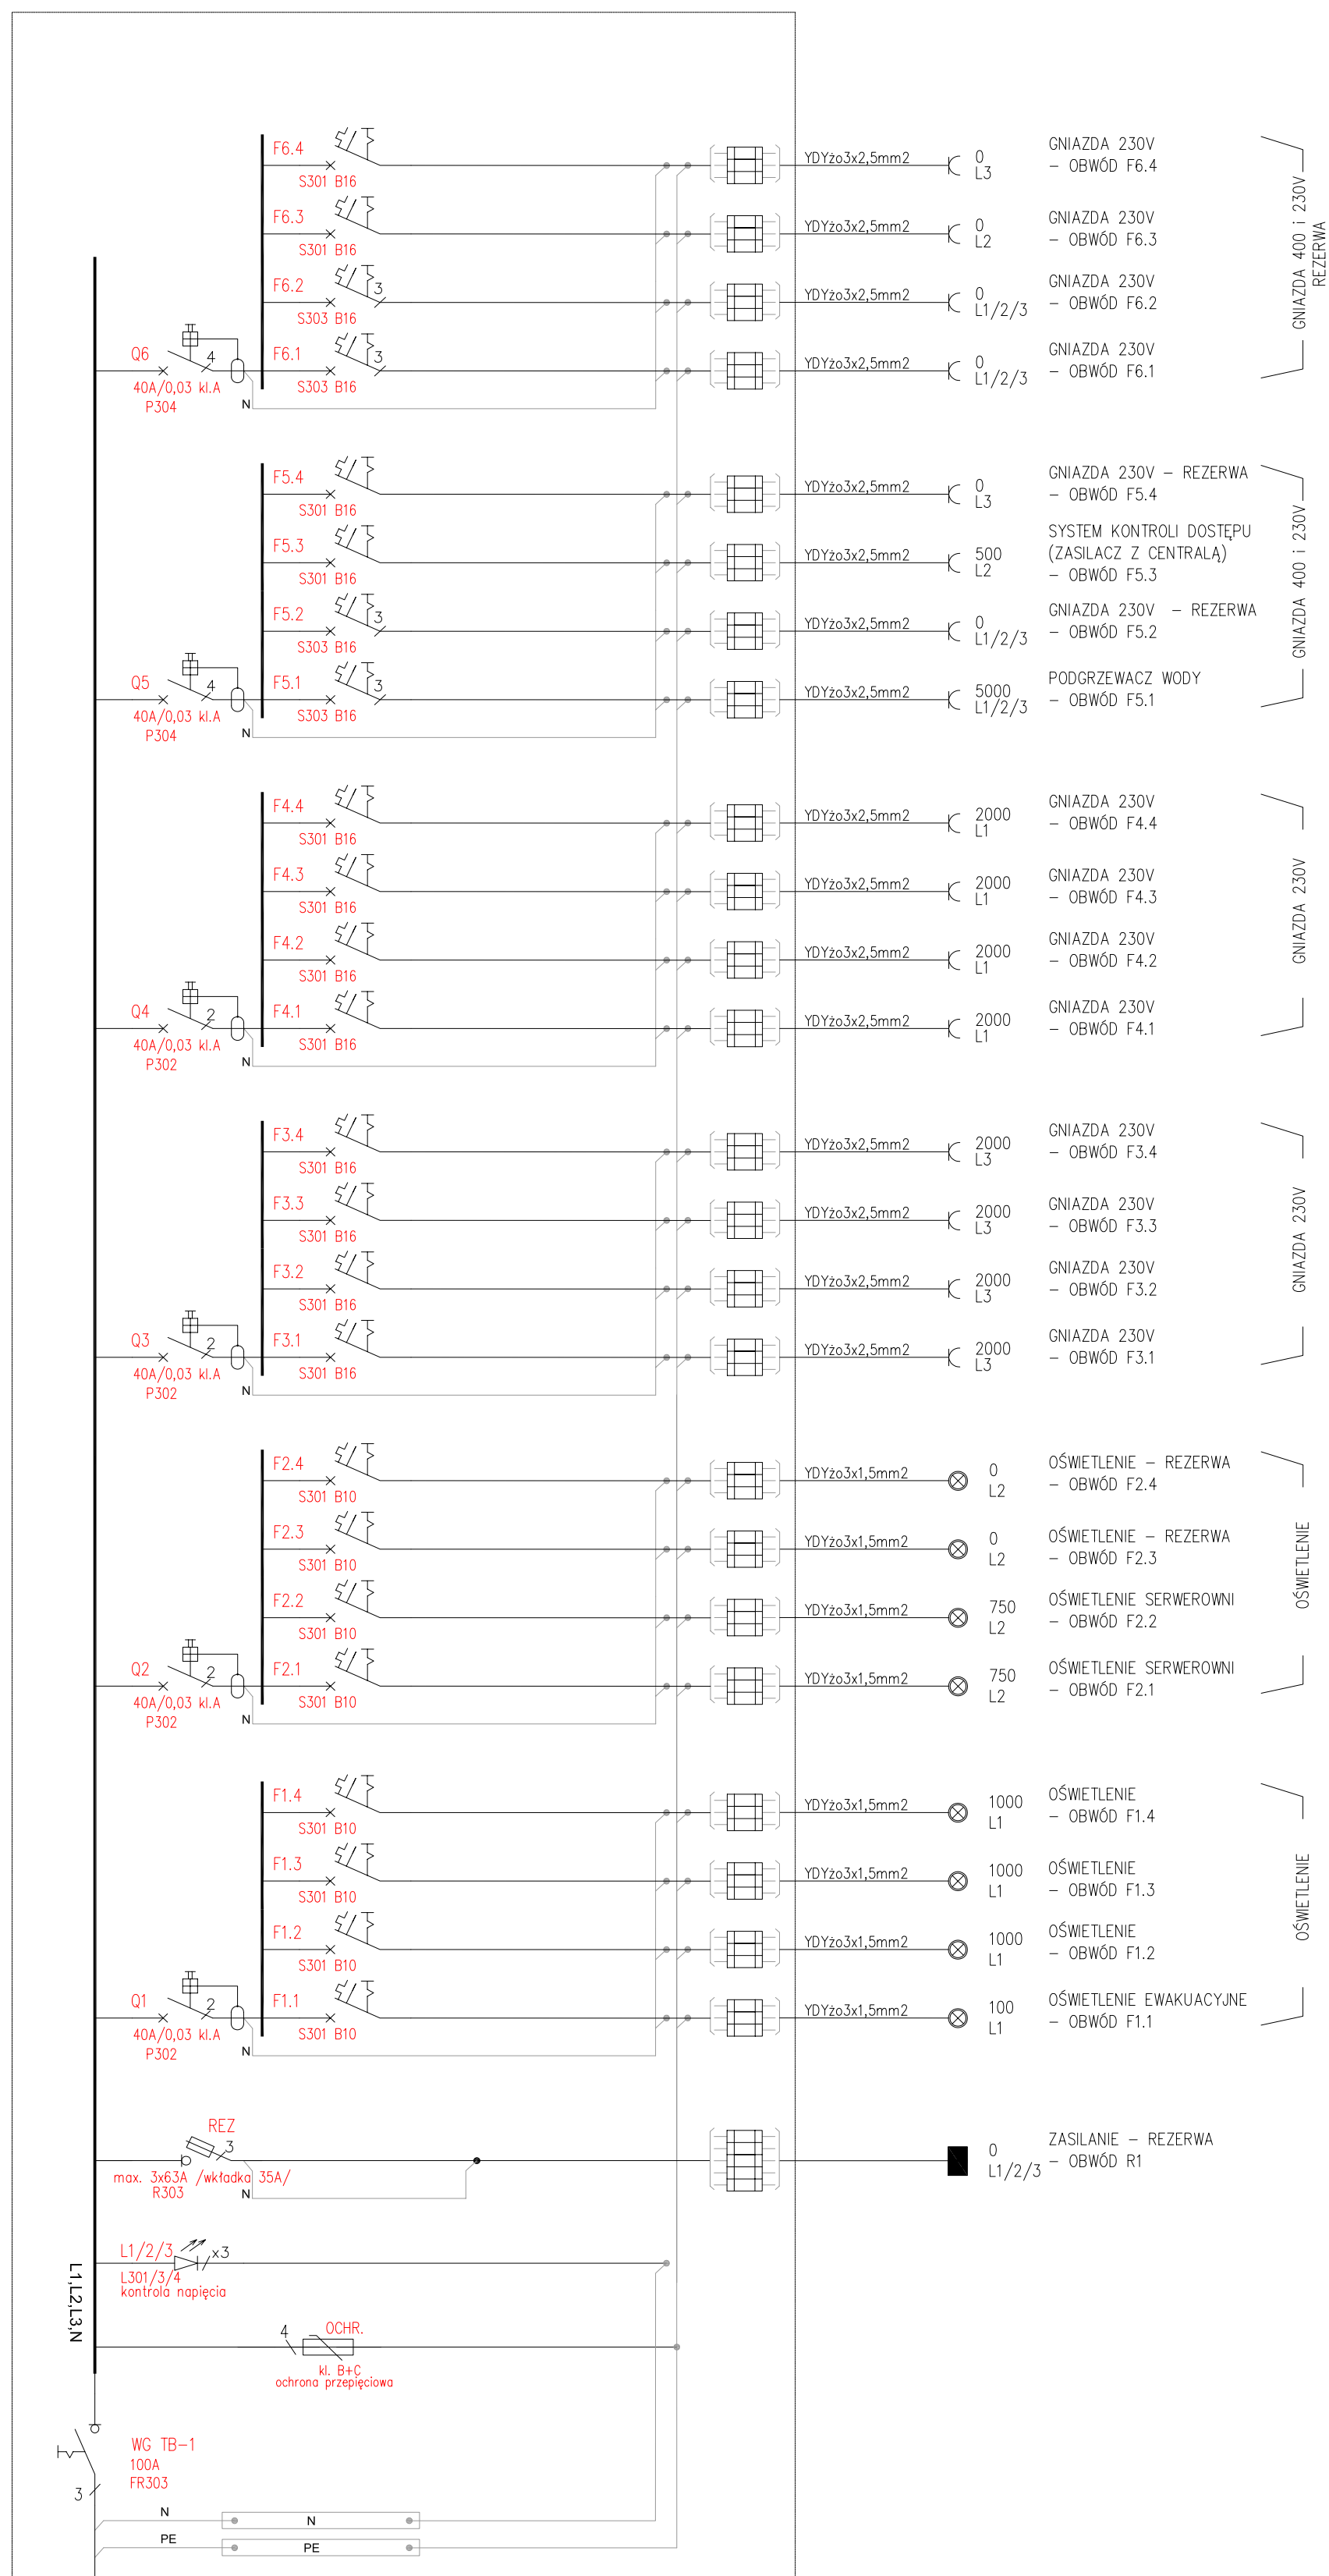 F6.4
S301 B16
YDYżo3x2,5mm2
0
L3
GNIAZDA 230V
– OBWÓD F6.4
F6.3
S301 B16
YDYżo3x2,5mm2
0
L2
GNIAZDA 230V
– OBWÓD F6.3
F6.2
3
S303 B16
YDYżo3x2,5mm2
0
L1/2/3
GNIAZDA 230V
– OBWÓD F6.2
Q6
4
40A/0,03 kl.A
P304
N
F6.1
3
S303 B16
YDYżo3x2,5mm2
0
L1/2/3
GNIAZDA 230V
– OBWÓD F6.1
GNIAZDA 400 i 230V
REZERWA
F5.4
S301 B16
YDYżo3x2,5mm2
0
L3
GNIAZDA 230V – REZERWA
– OBWÓD F5.4
F5.3
S301 B16
YDYżo3x2,5mm2
500
L2
SYSTEM KONTROLI DOSTĘPU
(ZASILACZ Z CENTRALĄ)
– OBWÓD F5.3
F5.2
3
S303 B16
YDYżo3x2,5mm2
0
L1/2/3
GNIAZDA 230V – REZERWA
– OBWÓD F5.2
Q5
4
40A/0,03 kl.A
P304
N
F5.1
3
S303 B16
YDYżo3x2,5mm2
5000
L1/2/3
PODGRZEWACZ WODY
– OBWÓD F5.1
GNIAZDA 400 i 230V
F4.4
S301 B16
YDYżo3x2,5mm2
2000
L1
GNIAZDA 230V
– OBWÓD F4.4
F4.3
S301 B16
YDYżo3x2,5mm2
2000
L1
GNIAZDA 230V
– OBWÓD F4.3
F4.2
S301 B16
YDYżo3x2,5mm2
2000
L1
GNIAZDA 230V
– OBWÓD F4.2
Q4
2
40A/0,03 kl.A
P302
N
F4.1
S301 B16
YDYżo3x2,5mm2
2000
L1
GNIAZDA 230V
– OBWÓD F4.1
GNIAZDA 230V
F3.4
S301 B16
YDYżo3x2,5mm2
2000
L3
GNIAZDA 230V
– OBWÓD F3.4
F3.3
S301 B16
YDYżo3x2,5mm2
2000
L3
GNIAZDA 230V
– OBWÓD F3.3
F3.2
S301 B16
YDYżo3x2,5mm2
2000
L3
GNIAZDA 230V
– OBWÓD F3.2
Q3
2
40A/0,03 kl.A
P302
N
F3.1
S301 B16
YDYżo3x2,5mm2
2000
L3
GNIAZDA 230V
– OBWÓD F3.1
GNIAZDA 230V
F2.4
S301 B10
YDYżo3x1,5mm2
0
L2
OŚWIETLENIE – REZERWA
– OBWÓD F2.4
F2.3
S301 B10
YDYżo3x1,5mm2
0
L2
OŚWIETLENIE – REZERWA
– OBWÓD F2.3
F2.2
S301 B10
YDYżo3x1,5mm2
750
L2
OŚWIETLENIE SERWEROWNI
– OBWÓD F2.2
Q2
2
40A/0,03 kl.A
P302
N
F2.1
S301 B10
YDYżo3x1,5mm2
750
L2
OŚWIETLENIE SERWEROWNI
– OBWÓD F2.1
OŚWIETLENIE
F1.4
S301 B10
YDYżo3x1,5mm2
1000
L1
OŚWIETLENIE
– OBWÓD F1.4
F1.3
S301 B10
YDYżo3x1,5mm2
1000
L1
OŚWIETLENIE
– OBWÓD F1.3
F1.2
S301 B10
YDYżo3x1,5mm2
1000
L1
OŚWIETLENIE
– OBWÓD F1.2
Q1
2
40A/0,03 kl.A
P302
N
F1.1
S301 B10
YDYżo3x1,5mm2
100
L1
OŚWIETLENIE EWAKUACYJNE
– OBWÓD F1.1
OŚWIETLENIE
REZ
3
max. 3x63A /wkładka 35A/
R303
N
0
L1/2/3
ZASILANIE – REZERWA
– OBWÓD R1
L1/2/3
x3
L301/3/4
kontrola napięcia
L1,L2,L3,N
4
OCHR.
kl. B+C
ochrona przepięciowa
WG TB–1
100A
FR303
3
N
N
PE
PE